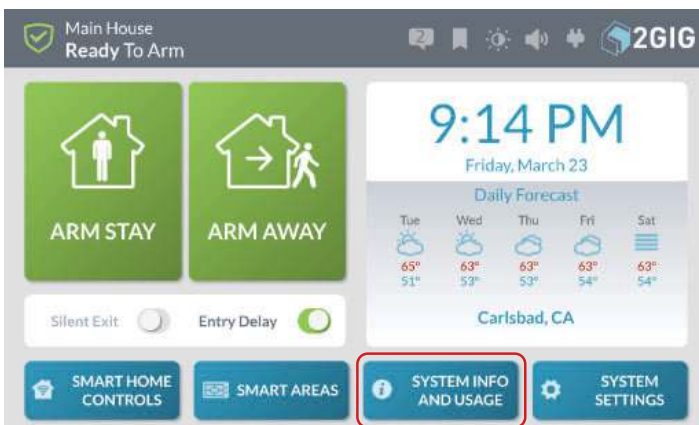 Main House
Ready To Arm
2
2GIG
ARM STAY
ARM AWAY
9:14 PM
Friday, March 23
Daily Forecast
Tue Wed Thu Fri Sat
65° 63° 63° 63° 63°
51° 53° 53° 54° 54°
Carlsbad, CA
Silent Exit
Entry Delay
SMART HOME
CONTROLS
SMART AREAS
SYSTEM INFO
AND USAGE
SYSTEM
SETTINGS